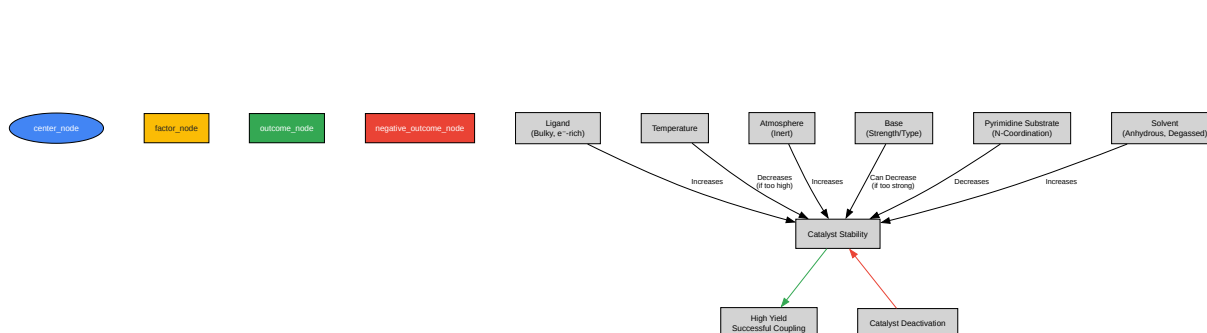 center_node
factor_node
outcome_node
negative_outcome_node
Ligand
(Bulky, e⁻-rich)
Temperature
Atmosphere
(Inert)
Base
(Strength/Type)
Pyrimidine Substrate
(N-Coordination)
Solvent
(Anhydrous, Degassed)
Increases
Decreases
(if too high)
Increases
Can Decrease
(if too strong)
Decreases
Increases
Catalyst Stability
High Yield
Successful Coupling
Catalyst Deactivation